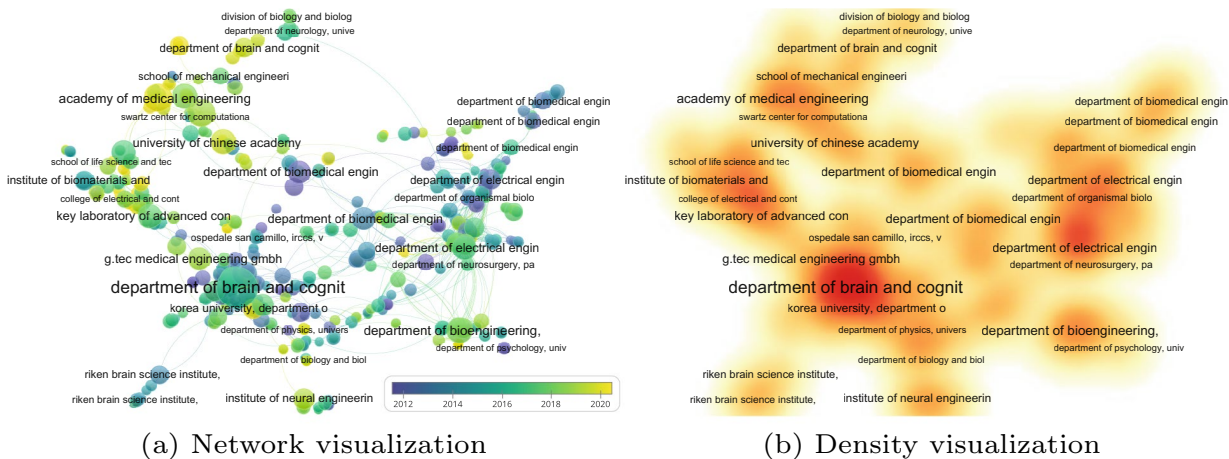 division of biology and biolog
department of neurology, unive
department of brain and cognit
school of mechanical engineeri
academy of medical engineering
swartz center for computationa
university of chinese academy
department of biomedical engin
department of biomedical engin
department of biomedical engin
school of life science and tec
institute of biomaterials and
college of electrical and cont
key laboratory of advanced con
department of biomedical engin
department of electrical engin
department of organismal biolo
department of biomedical engin
ospedale san camillo, irccs, v
department of electrical engin
g.tec medical engineering gmbh
department of neurosurgery, pa
department of brain and cognit
korea university, department o
department of physics, univers
department of bioengineering,
department of psychology, univ
department of biology and biol
riken brain science institute,
riken brain science institute,
institute of neural engineerin
2012 2014 2016 2018 2020
(a) Network visualization
division of biology and biolog
department of neurology, unive
department of brain and cognit
school of mechanical engineeri
academy of medical engineering
swartz center for computationa
university of chinese academy
department of biomedical engin
department of biomedical engin
department of biomedical engin
school of life science and tec
institute of biomaterials and
college of electrical and cont
key laboratory of advanced con
department of biomedical engin
department of electrical engin
department of organismal biolo
department of biomedical engin
ospedale san camillo, irccs, v
department of electrical engin
g.tec medical engineering gmbh
department of neurosurgery, pa
department of brain and cognit
korea university, department o
department of physics, univers
department of bioengineering,
department of psychology, univ
department of biology and biol
riken brain science institute,
riken brain science institute,
institute of neural engineerin
(b) Density visualization